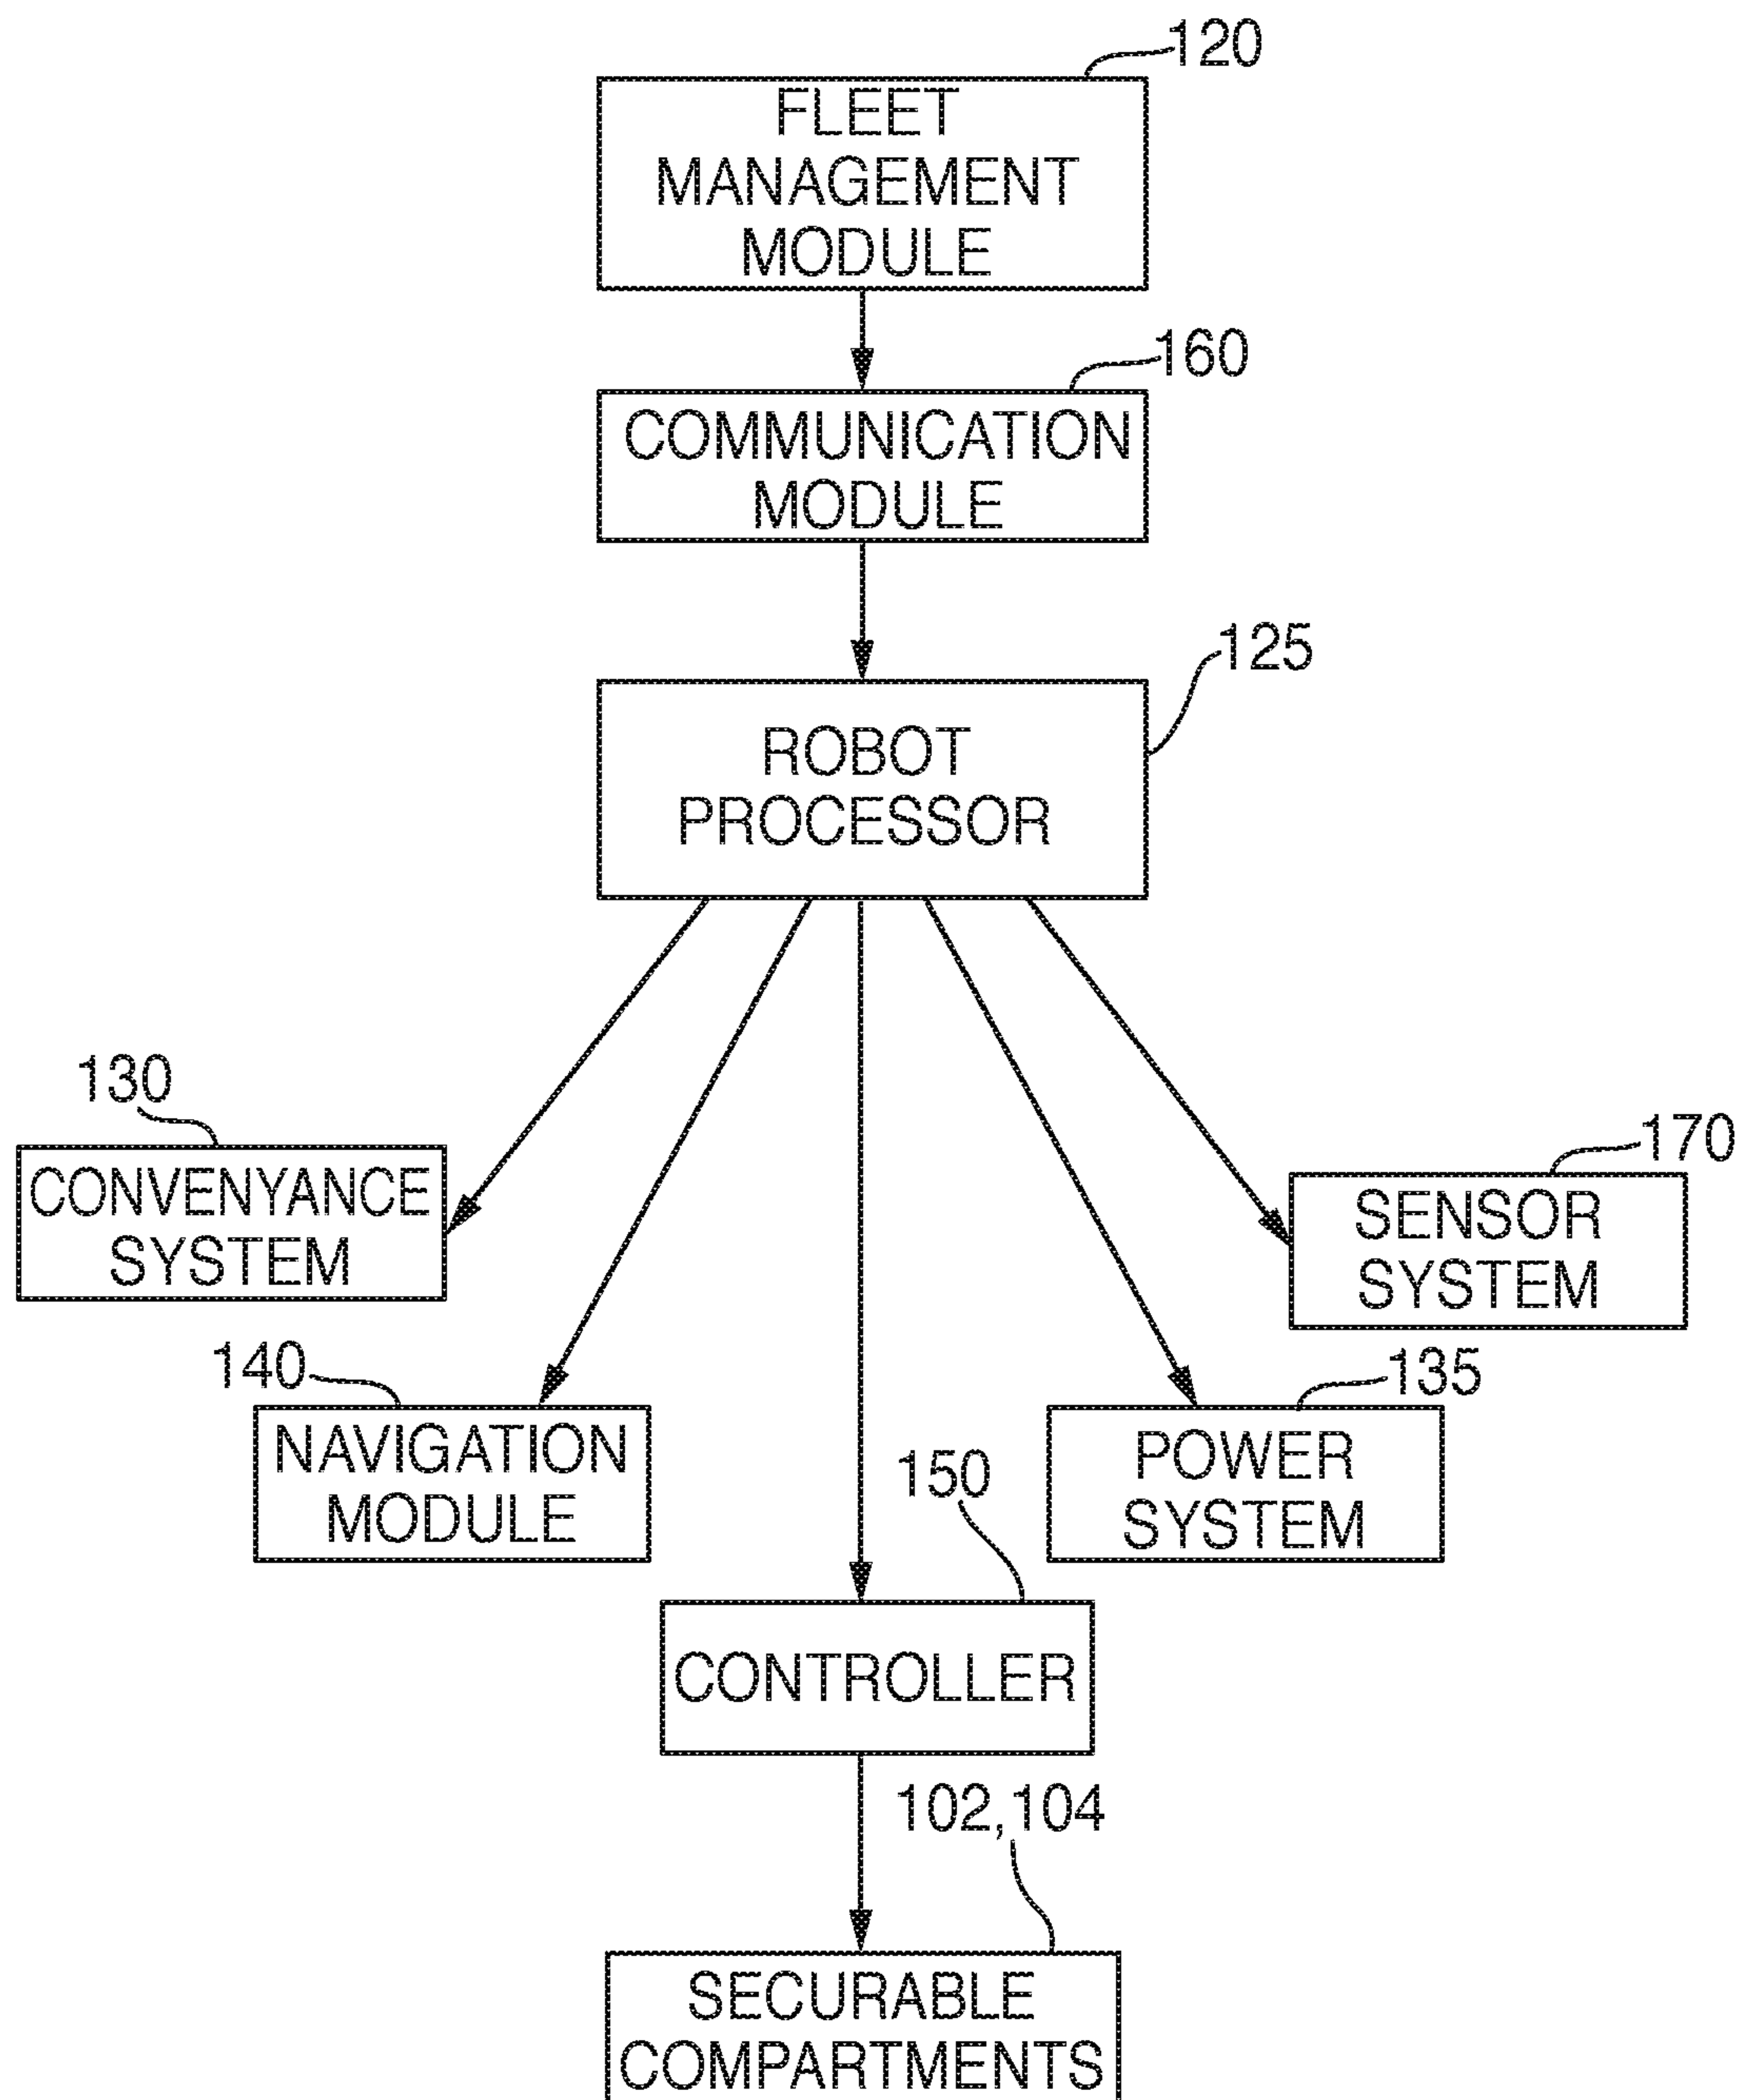 120
FLEET
MANAGEMENT
MODULE
160
COMMUNICATION
MODULE
125
ROBOT
PROCESSOR
130
CONVENYANCE
SYSTEM
170
SENSOR
SYSTEM
140
NAVIGATION
MODULE
135
POWER
SYSTEM
150
CONTROLLER
102,104
SECURABLE
COMPARTMENTS